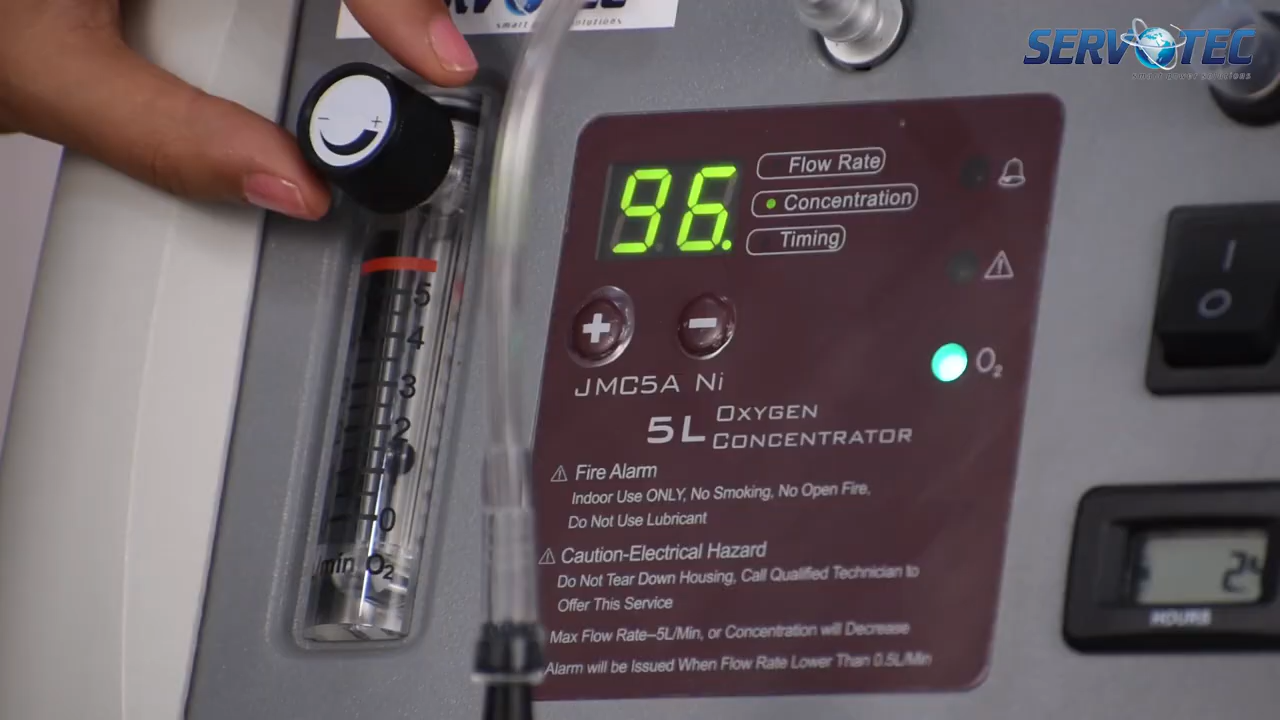 SERVOTEC
smart power solutions
− +
96.
Flow Rate
Concentration
Timing
5
4
3
2
0
O₂
+ −
JMC5A Ni
5L OXYGEN
CONCENTRATOR
O₂
Fire Alarm
Indoor Use ONLY, No Smoking, No Open Fire,
Do Not Use Lubricant
Caution-Electrical Hazard
Do Not Tear Down Housing, Call Qualified Technician to
Offer This Service
Max Flow Rate–5L/Min, or Concentration will Decrease
Alarm will be Issued When Flow Rate Lower Than 0.5L/Min
HOURS